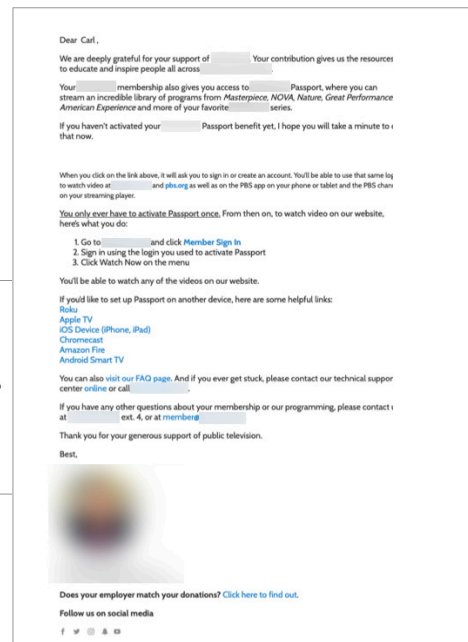 Dear Carl,
We are deeply grateful for your support of Your contribution gives us the resources
to educate and inspire people all across .
Your membership also gives you access to Passport, where you can
stream an incredible library of programs from Masterpiece, NOVA, Nature, Great Performance
American Experience and more of your favorite series.
If you haven't activated your Passport benefit yet, I hope you will take a minute to
that now.
When you click on the link above, it will ask you to sign in or create an account. You'll be able to use that same log
to watch video at and pbs.org as well as on the PBS app on your phone or tablet and the PBS chan
on your streaming player.
You only ever have to activate Passport once. From then on, to watch video on our website,
here's what you do:
1. Go to and click Member Sign In
2. Sign in using the login you used to activate Passport
3. Click Watch Now on the menu
You'll be able to watch any of the videos on our website.
If you'd like to set up Passport on another device, here are some helpful links:
Roku
Apple TV
iOS Device (iPhone, iPad)
Chromecast
Amazon Fire
Android Smart TV
You can also visit our FAQ page. And if you ever get stuck, please contact our technical suppor
center online or call .
If you have any other questions about your membership or our programming, please contact
at ext. 4, or at member@
Thank you for your generous support of public television.
Best,
Does your employer match your donations? Click here to find out.
Follow us on social media